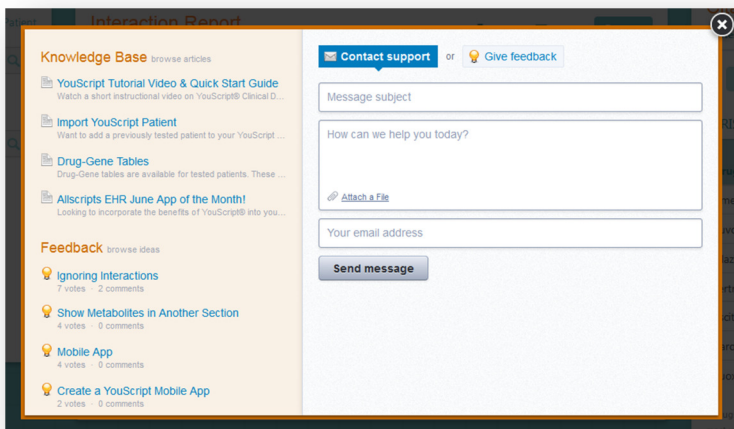 Interaction Report
Knowledge Base browse articles
YouScript Tutorial Video & Quick Start Guide
Watch a short instructional video on YouScript® Clinical D...
Import YouScript Patient
Want to add a previously tested patient to your YouScript ...
Drug-Gene Tables
Drug-Gene tables are available for tested patients. These ...
Allscripts EHR June App of the Month!
Looking to incorporate the benefits of YouScript® into you...
Feedback browse ideas
Ignoring Interactions
7 votes · 2 comments
Show Metabolites in Another Section
4 votes · 0 comments
Mobile App
4 votes · 0 comments
Create a YouScript Mobile App
2 votes · 0 comments
Contact support or Give feedback
Message subject
How can we help you today?
Attach a File
Your email address
Send message